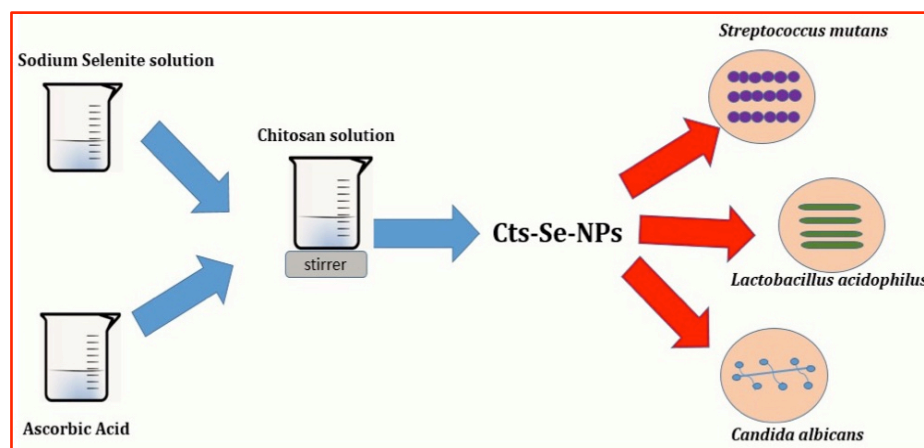 Streptococcus mutans
Sodium Selenite solution
Chitosan solution
Cts-Se-NPs
stirrer
Lactobacillus acidophilus
Ascorbic Acid
Candida albicans